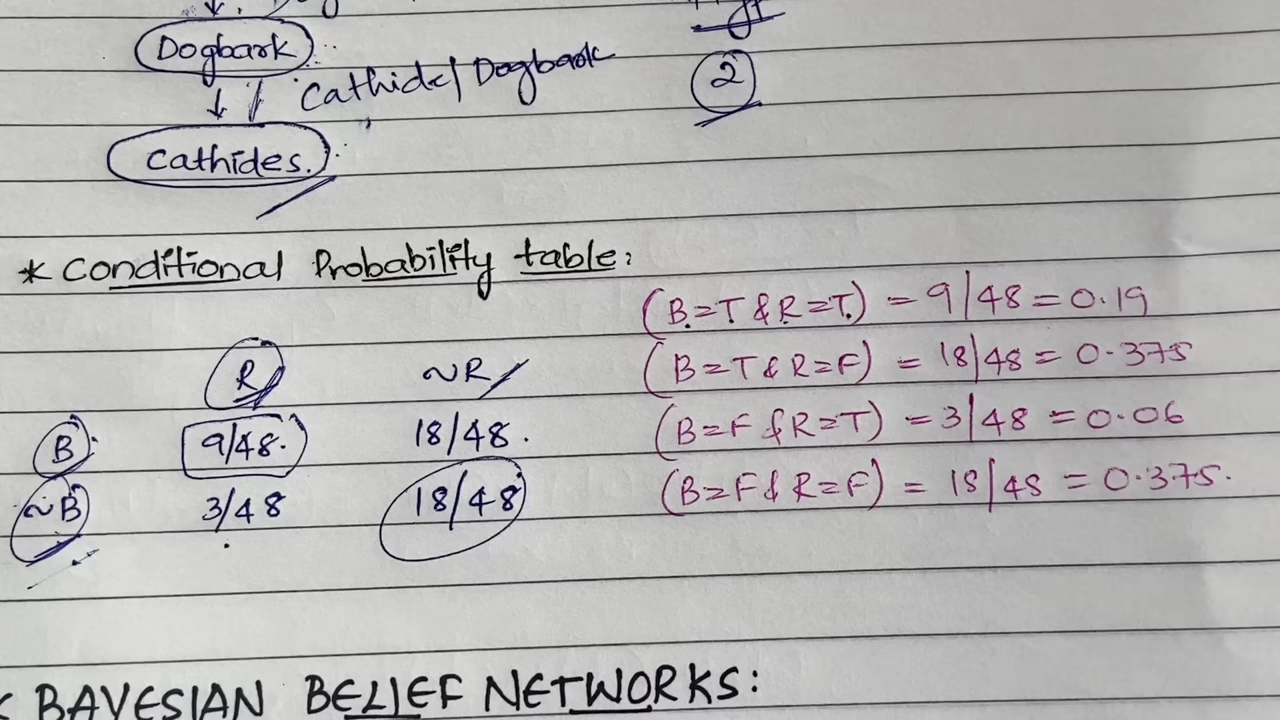 Dogbark
Cathide/Dogbark
2
Cathides.
* Conditional Probability table:
R ~R
B 9/48. 18/48.
~B 3/48 18/48
(B=T & R=T) = 9/48 = 0.19
(B=T & R=F) = 18/48 = 0.375
(B=F & R=T) = 3/48 = 0.06
(B=F & R=F) = 18/48 = 0.375.
BAYESIAN BELIEF NETWORKS: